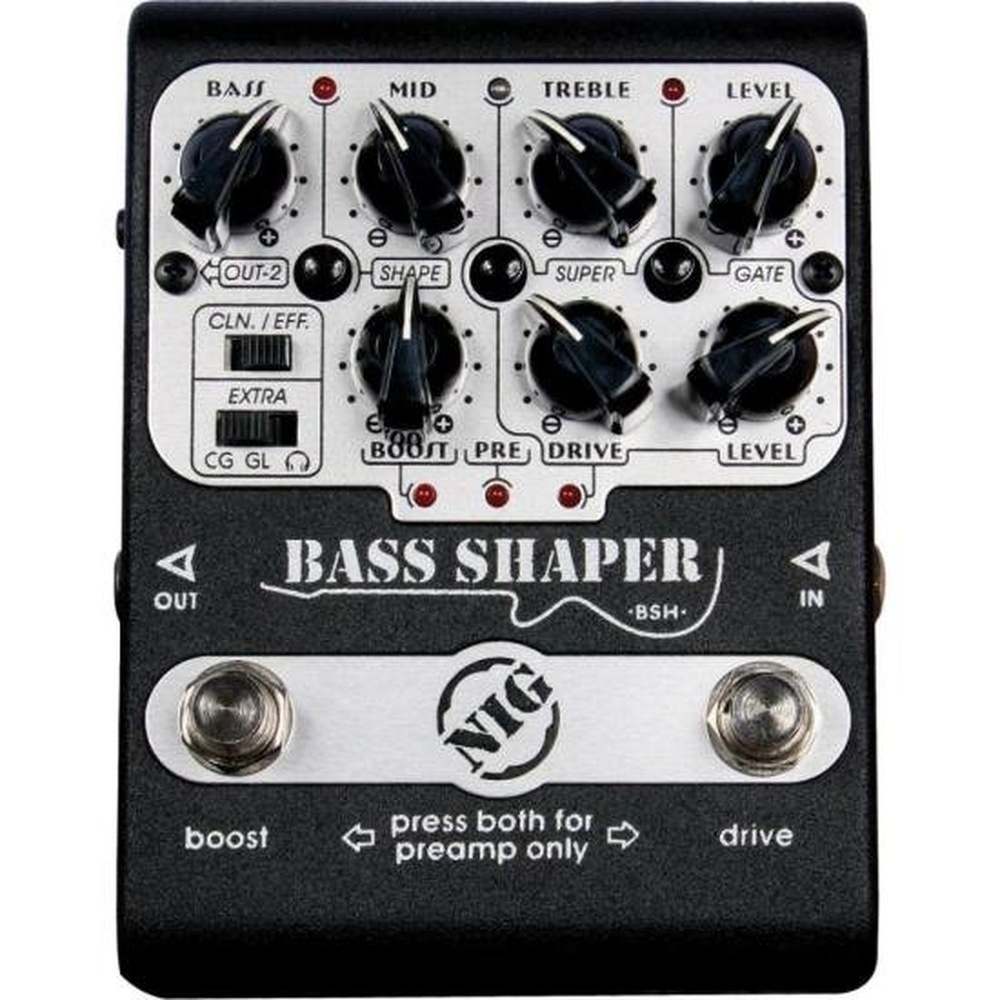 BASS MID TREBLE LEVEL
OUT-2 SHAPE SUPER GATE
CLN. / EFF.
EXTRA
CG GL
BOOST PRE DRIVE LEVEL
BASS SHAPER
·BSH·
OUT IN
NIG
boost press both for drive
preamp only